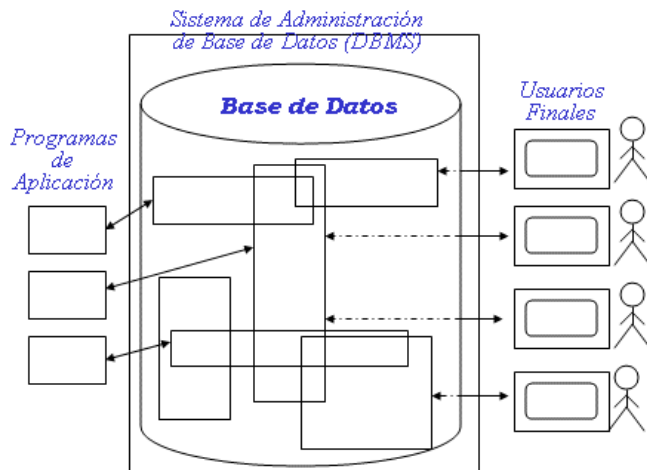 Sistema de Administración
de Base de Datos (DBMS)
Base de Datos
Usuarios
Finales
Programas
de
Aplicación